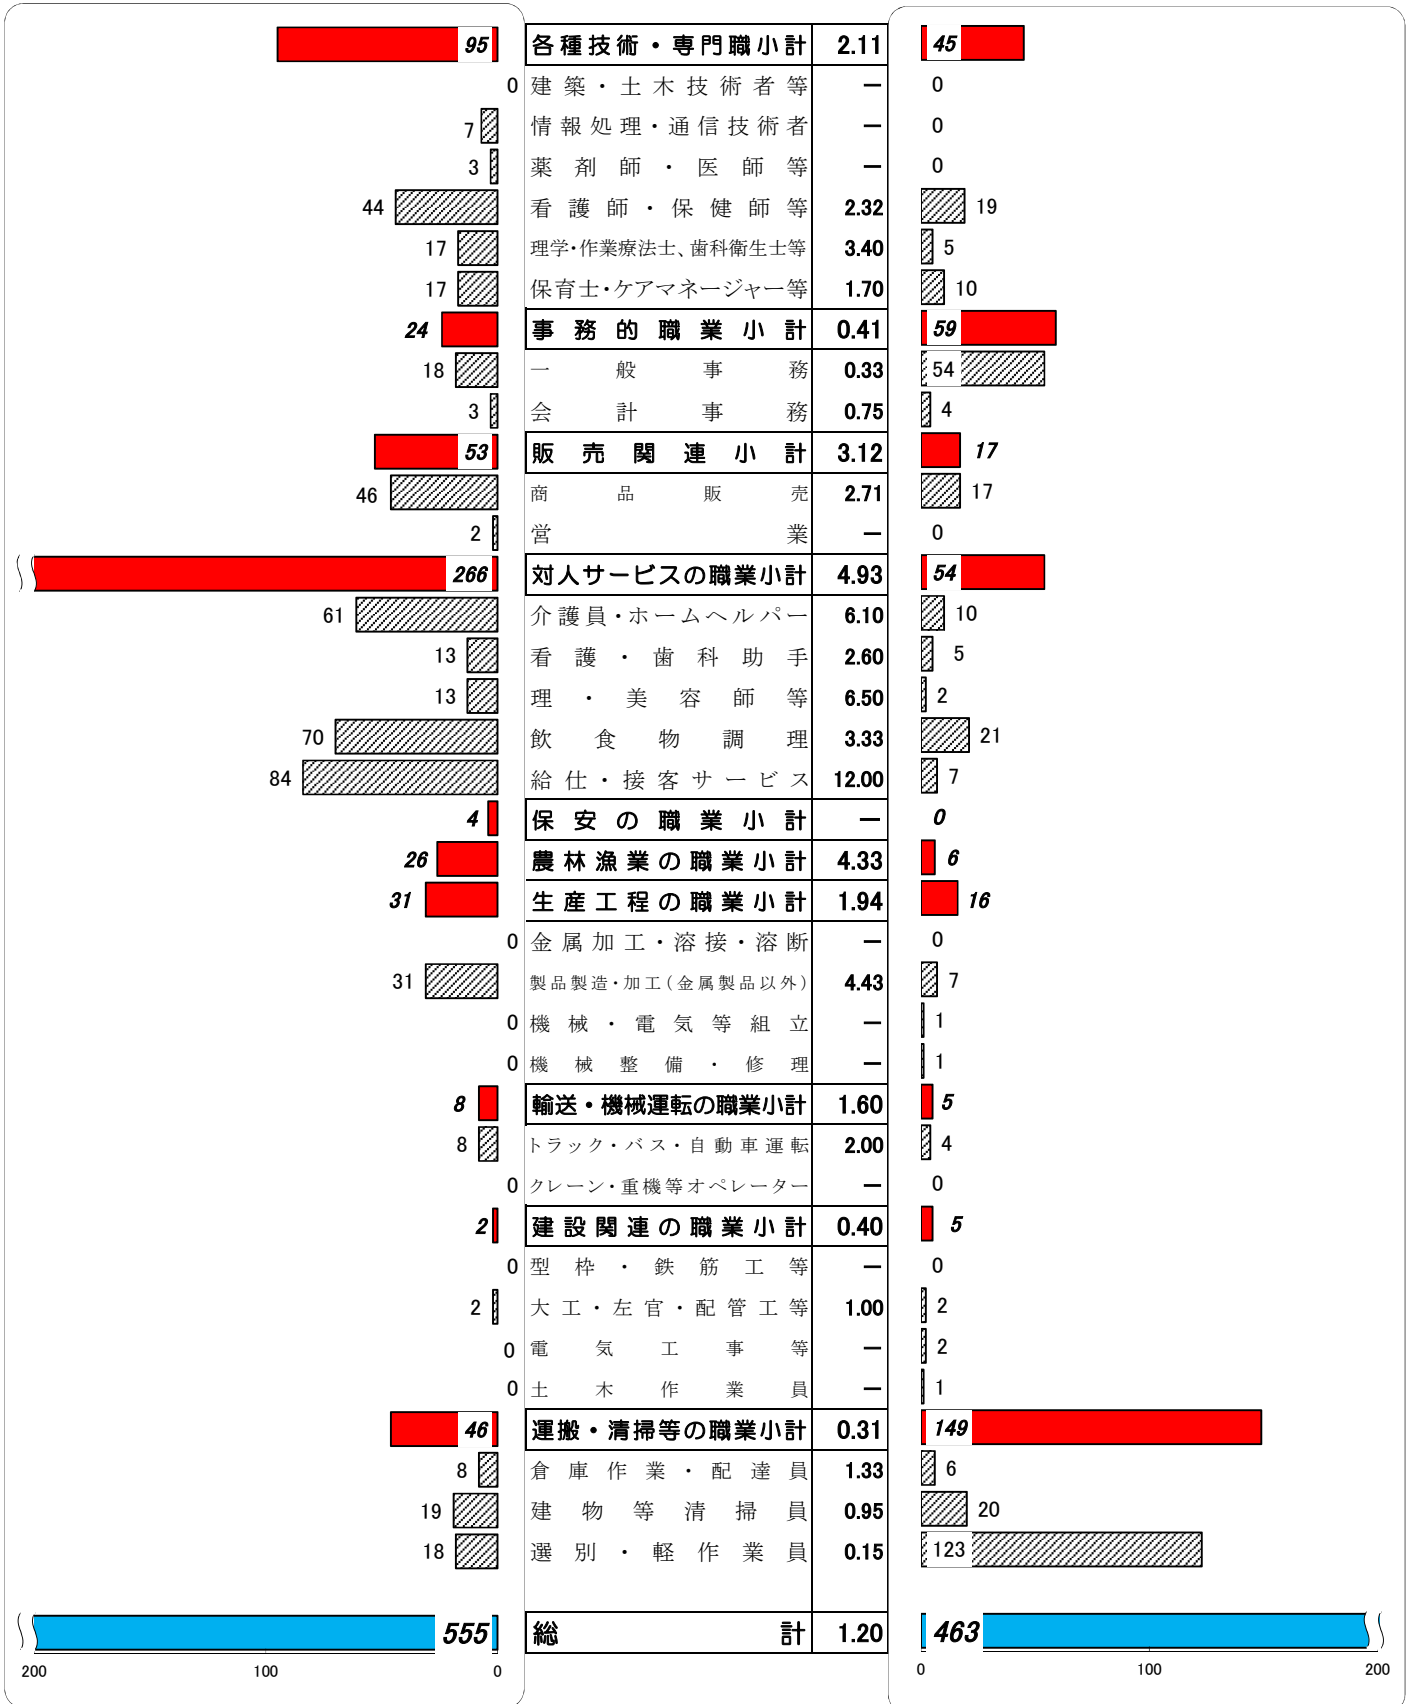 95 各種技術・専門職小計 2.11 45
0 建築・土木技術者等 － 0
7 情報処理・通信技術者 － 0
3 薬剤師・医師等 － 0
44 看護師・保健師等 2.32 19
17 理学・作業療法士、歯科衛生士等 3.40 5
17 保育士・ケアマネージャー等 1.70 10
24 事務的職業小計 0.41 59
18 一般事務 0.33 54
3 会計事務 0.75 4
53 販売関連小計 3.12 17
46 商品販売 2.71 17
2 営業 － 0
266 対人サービスの職業小計 4.93 54
61 介護員・ホームヘルパー 6.10 10
13 看護・歯科助手 2.60 5
13 理・美容師等 6.50 2
70 飲食物調理 3.33 21
84 給仕・接客サービス 12.00 7
4 保安の職業小計 － 0
26 農林漁業の職業小計 4.33 6
31 生産工程の職業小計 1.94 16
0 金属加工・溶接・溶断 － 0
31 製品製造・加工(金属製品以外) 4.43 7
0 機械・電気等組立 － 1
0 機械整備・修理 － 1
8 輸送・機械運転の職業小計 1.60 5
8 トラック・バス・自動車運転 2.00 4
0 クレーン・重機等オペレーター － 0
2 建設関連の職業小計 0.40 5
0 型枠・鉄筋工等 － 0
2 大工・左官・配管工等 1.00 2
0 電気工事等 － 2
0 土木作業員 － 1
46 運搬・清掃等の職業小計 0.31 149
8 倉庫作業・配達員 1.33 6
19 建物等清掃員 0.95 20
18 選別・軽作業員 0.15 123
555 総計 1.20 463
200 100 0 0 100 200